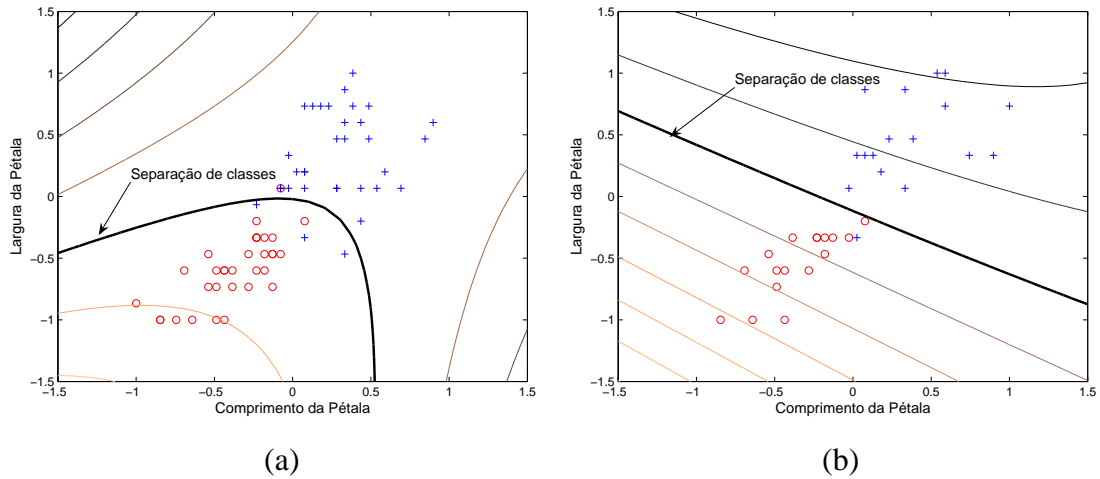 1.5
1
0.5
0
−0.5
−1
−1.5
Largura da Pétala
Separação de classes
−1.5 −1 −0.5 0 0.5 1 1.5
Comprimento da Pétala
(a)
1.5
1
0.5
0
−0.5
−1
−1.5
Largura da Pétala
Separação de classes
−1.5 −1 −0.5 0 0.5 1 1.5
Comprimento da Pétala
(b)